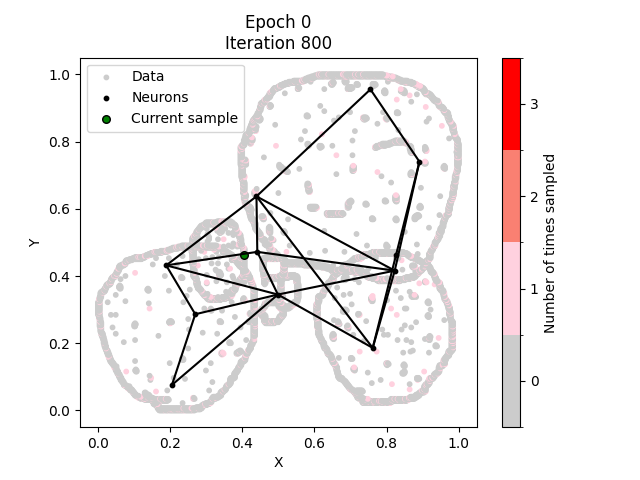 Epoch 0
Iteration 800
Data
Neurons
Current sample
1.0
0.8
0.6
0.4
0.2
0.0
Y
0.0 0.2 0.4 0.6 0.8 1.0
X
3
2
1
0
Number of times sampled